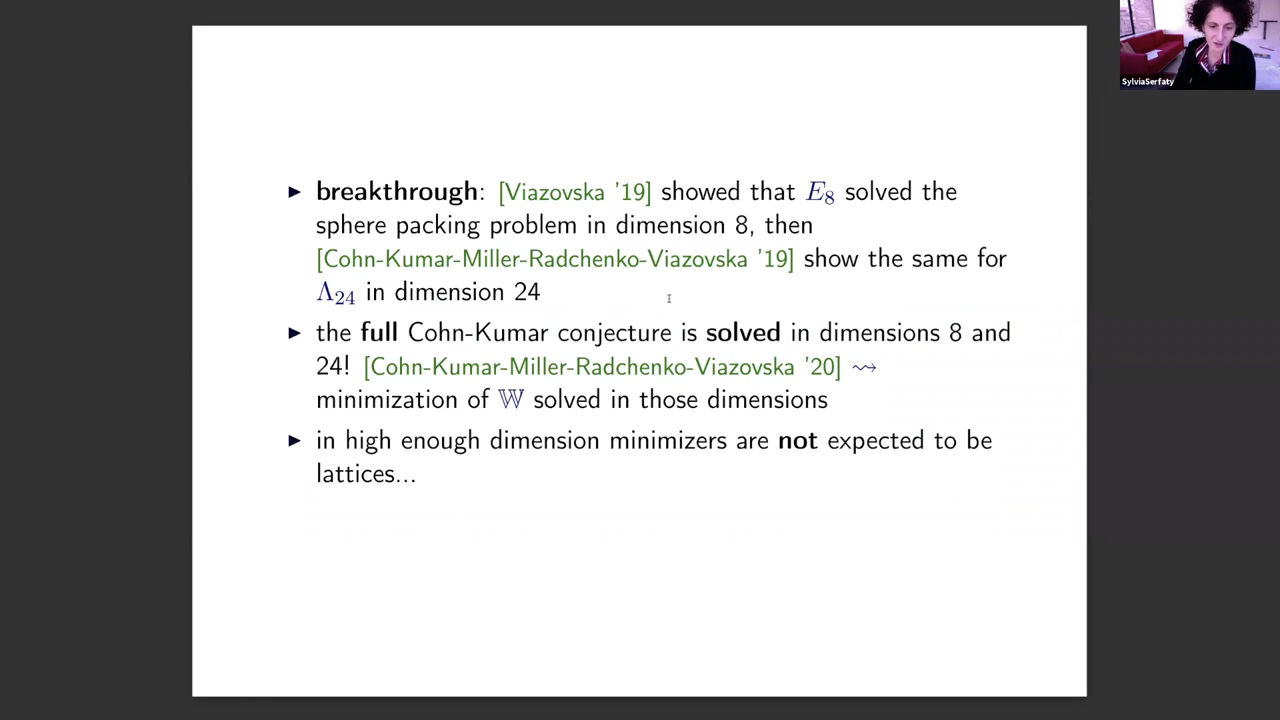 SylviaSerfaty
▶ breakthrough: [Viazovska '19] showed that E₈ solved the
sphere packing problem in dimension 8, then
[Cohn-Kumar-Miller-Radchenko-Viazovska '19] show the same for
Λ₂₄ in dimension 24
▶ the full Cohn-Kumar conjecture is solved in dimensions 8 and
24! [Cohn-Kumar-Miller-Radchenko-Viazovska '20] ⇝
minimization of 𝕎 solved in those dimensions
▶ in high enough dimension minimizers are not expected to be
lattices...